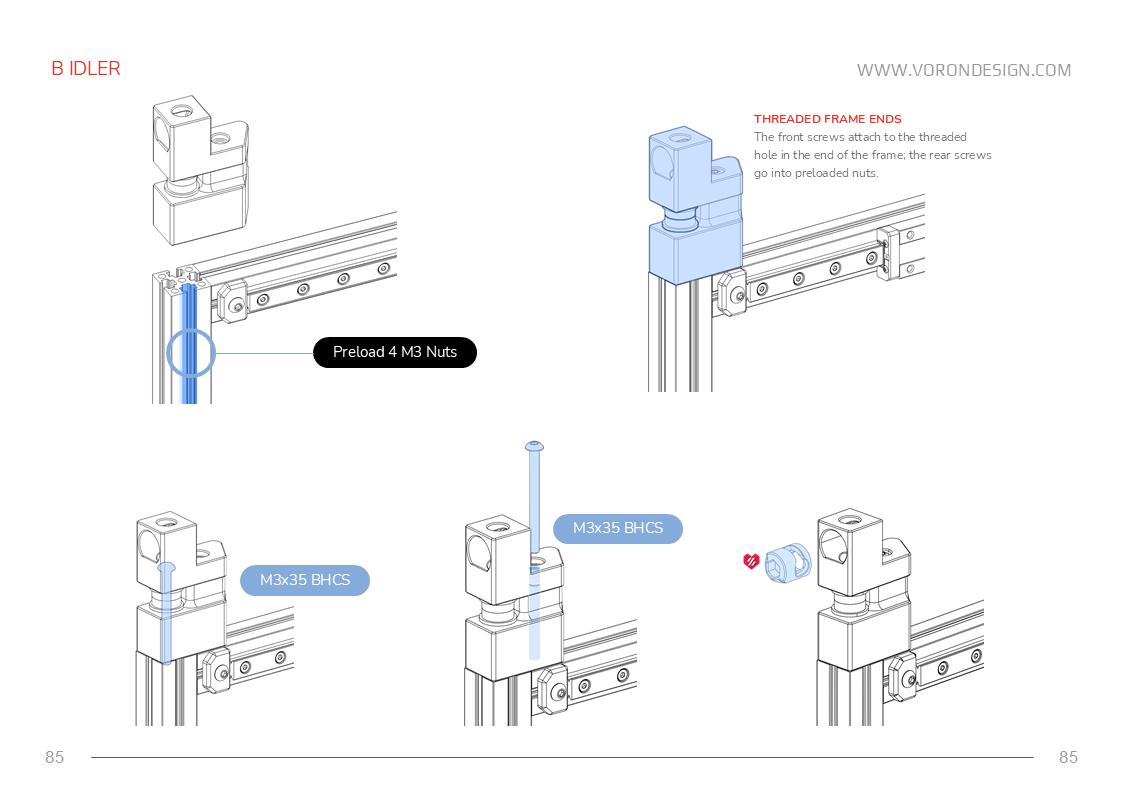 B IDLER
WWW.VORONDESIGN.COM
THREADED FRAME ENDS
The front screws attach to the threaded
hole in the end of the frame; the rear screws
go into preloaded nuts.
Preload 4 M3 Nuts
M3x35 BHCS
M3x35 BHCS
85
85